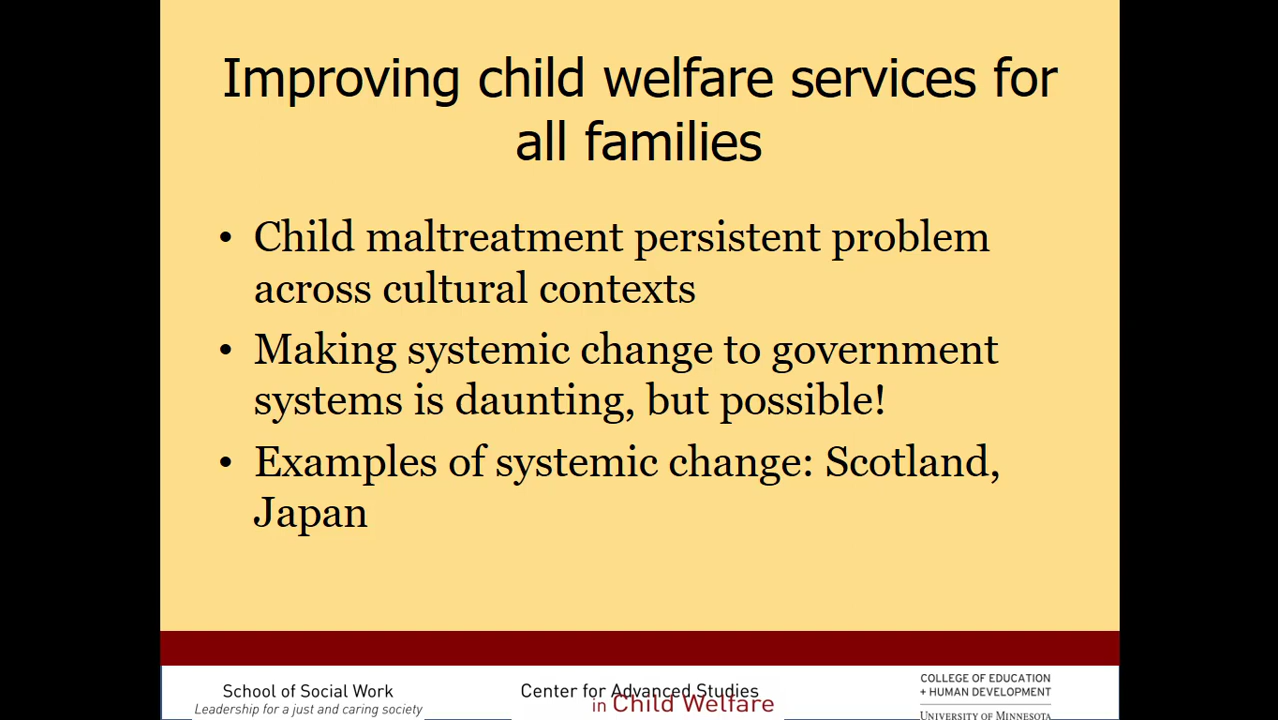 Improving child welfare services for
all families
• Child maltreatment persistent problem
across cultural contexts
• Making systemic change to government
systems is daunting, but possible!
• Examples of systemic change: Scotland,
Japan
School of Social Work
Leadership for a just and caring society
Center for Advanced Studies
in Child Welfare
COLLEGE OF EDUCATION
+ HUMAN DEVELOPMENT
UNIVERSITY OF MINNESOTA